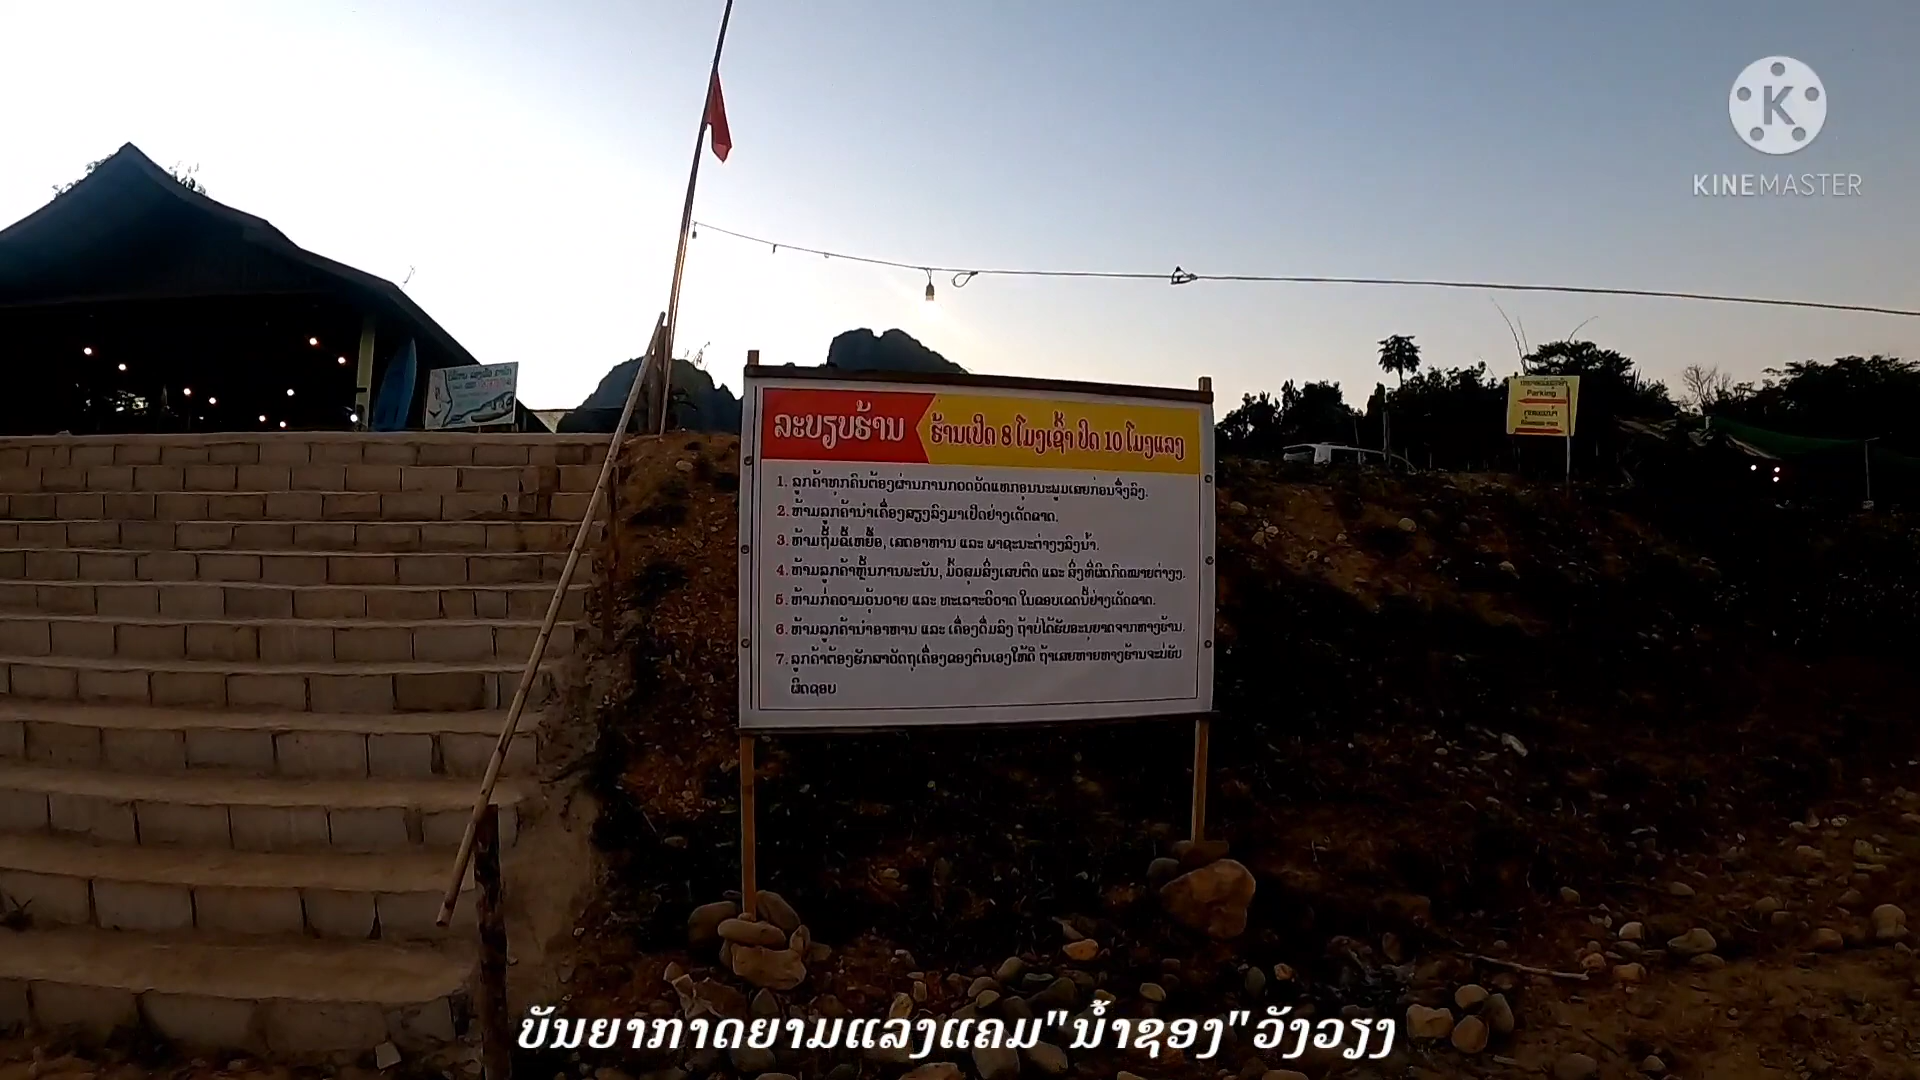 KINEMASTER
ລະບຽບຮ້ານ
ຮ້ານເປີດ 8 ໂມງເຊົ້າ ປິດ 10 ໂມງແລງ
1. ລູກຄ້າທຸກຄົນຕ້ອງຜ່ານການກວດວັດແທກອຸນນະພູມເສຍກ່ອນຈຶ່ງລົງ.
2. ຫ້າມລູກຄ້ານຳເຄື່ອງສຽງລົງມາເປີດຢ່າງເດັດຂາດ.
3. ຫ້າມຖິ້ມຂີ້ເຫຍື້ອ, ເສດອາຫານ ແລະ ພາຊະນະຕ່າງໆລົງນ້ຳ.
4. ຫ້າມລູກຄ້າຫຼິ້ນການພະນັນ, ມົ້ວສຸມສິ່ງເສບຕິດ ແລະ ສິ່ງທີ່ຜິດກົດໝາຍຕ່າງໆ.
5. ຫ້າມກໍ່ຄວາມວຸ້ນວາຍ ແລະ ທະເລາະວິວາດ ໃນຂອບເຂດນີ້ຢ່າງເດັດຂາດ.
6. ຫ້າມລູກຄ້ານຳອາຫານ ແລະ ເຄື່ອງດື່ມລົງ ຖ້າບໍ່ໄດ້ຮັບອະນຸຍາດຈາກທາງຮ້ານ.
7. ລູກຄ້າຕ້ອງຮັກສາວັດຖຸເຄື່ອງຂອງຕົນເອງໃຫ້ດີ ຖ້າເສຍຫາຍທາງຮ້ານຈະບໍ່ຮັບ
ຜິດຊອບ
Parking
ບັນຍາກາດຍາມແລງແຄມ"ນ້ຳຊອງ"ວັງວຽງ